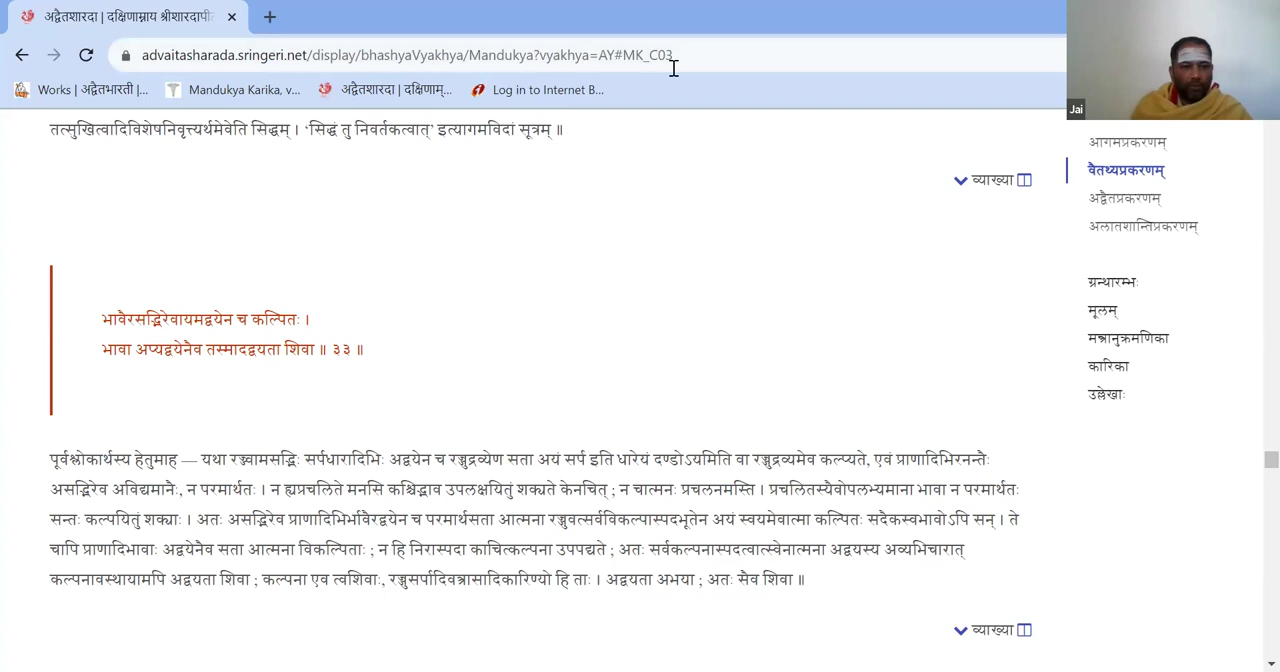 अद्वैतशारदा | दक्षिणाम्नाय श्रीशारदापी
advaitasharada.sringeri.net/display/bhashyaVyakhya/Mandukya?vyakhya=AY#MK_C03
Works | अद्वैतभारती |...
Mandukya Karika, v...
अद्वैतशारदा | दक्षिणाम्...
Log in to Internet B...
Jai
तत्सुखित्वादिविशेषनिवृत्त्यर्थमेवेति सिद्धम् । ‘सिद्धं तु निवर्तकत्वात्’ इत्यागमविदां सूत्रम् ॥
व्याख्या
भावैरसद्भिरेवायमद्वयेन च कल्पितः ।
भावा अप्यद्वयेनैव तस्मादद्वयता शिवा ॥ ३३ ॥
पूर्वश्लोकार्थस्य हेतुमाह — यथा रज्ज्वामसद्भिः सर्पधारादिभिः अद्वयेन च रज्जुद्रव्येण सता अयं सर्प इति धारेयं दण्डोऽयमिति वा रज्जुद्रव्यमेव कल्प्यते, एवं प्राणादिभिरनन्तैः
असद्भिरेव अविद्यमानैः, न परमार्थतः । न ह्यप्रचलिते मनसि कश्चिद्भाव उपलक्षयितुं शक्यते केनचित् ; न चात्मनः प्रचलनमस्ति । प्रचलितस्यैवोपलभ्यमाना भावा न परमार्थतः
सन्तः कल्पयितुं शक्याः । अतः असद्भिरेव प्राणादिभिर्भावैरद्वयेन च परमार्थसता आत्मना रज्जुवत्सर्वविकल्पास्पदभूतेन अयं स्वयमेवात्मा कल्पितः सदैकस्वभावोऽपि सन् । ते
चापि प्राणादिभावाः अद्वयेनैव सता आत्मना विकल्पिताः ; न हि निरास्पदा काचित्कल्पना उपपद्यते ; अतः सर्वकल्पनास्पदत्वात्स्वेनात्मना अद्वयस्य अव्यभिचारात्
कल्पनावस्थायामपि अद्वयता शिवा ; कल्पना एव त्वशिवाः, रज्जुसर्पादिवत्त्रासादिकारिण्यो हि ताः । अद्वयता अभया ; अतः सैव शिवा ॥
व्याख्या
आगमप्रकरणम्
वैतथ्यप्रकरणम्
अद्वैतप्रकरणम्
अलातशान्तिप्रकरणम्
ग्रन्थारम्भः
मूलम्
मन्त्रानुक्रमणिका
कारिका
उल्लेखाः